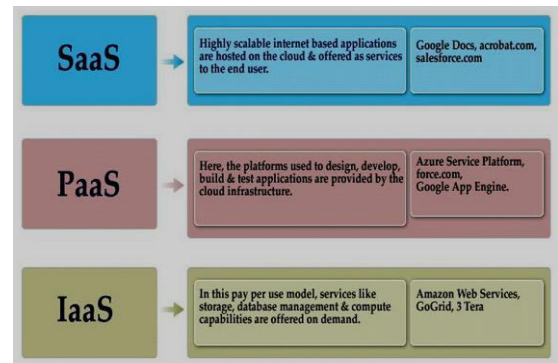 SaaS
Highly scalable internet based applications
are hosted on the cloud & offered as services
to the end user.
Google Docs, acrobat.com,
salesforce.com
PaaS
Here, the platforms used to design, develop,
build & test applications are provided by the
cloud infrastructure.
Azure Service Platform,
force.com,
Google App Engine.
IaaS
In this pay per use model, services like
storage, database management & compute
capabilities are offered on demand.
Amazon Web Services,
GoGrid, 3 Tera